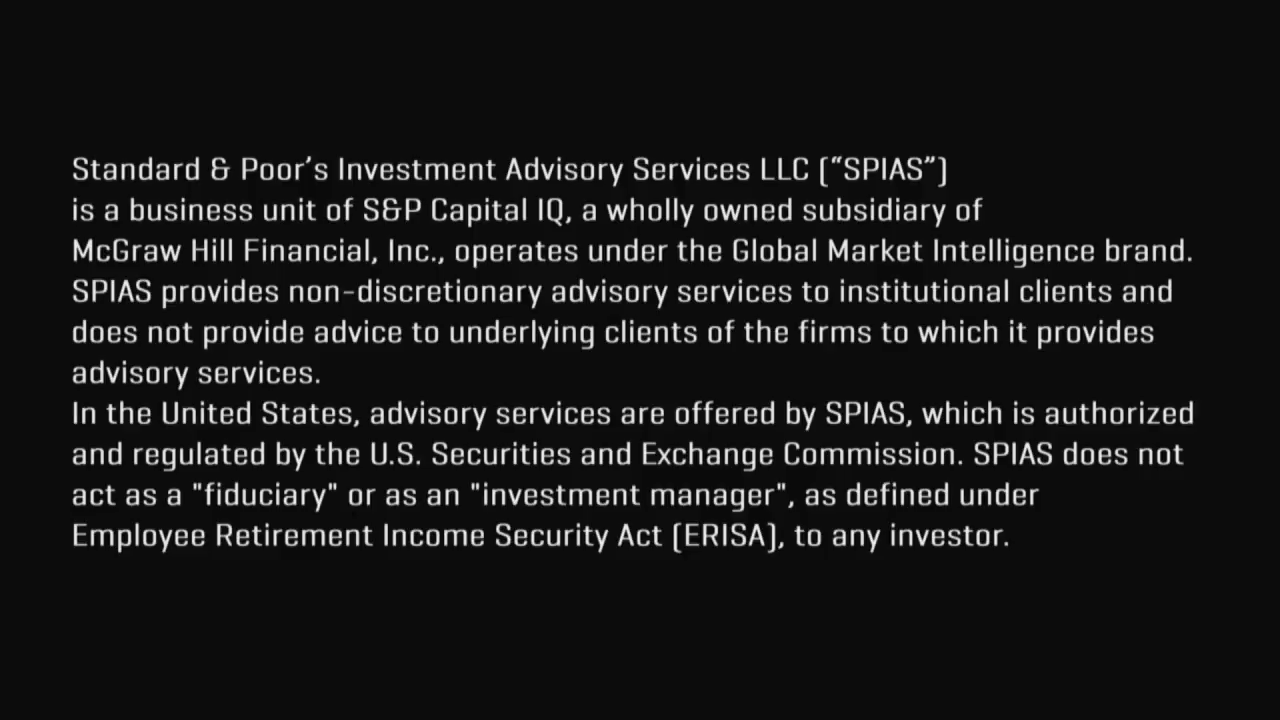 Standard & Poor’s Investment Advisory Services LLC (“SPIAS”)
is a business unit of S&P Capital IQ, a wholly owned subsidiary of
McGraw Hill Financial, Inc., operates under the Global Market Intelligence brand.
SPIAS provides non-discretionary advisory services to institutional clients and
does not provide advice to underlying clients of the firms to which it provides
advisory services.
In the United States, advisory services are offered by SPIAS, which is authorized
and regulated by the U.S. Securities and Exchange Commission. SPIAS does not
act as a "fiduciary" or as an "investment manager", as defined under
Employee Retirement Income Security Act (ERISA), to any investor.